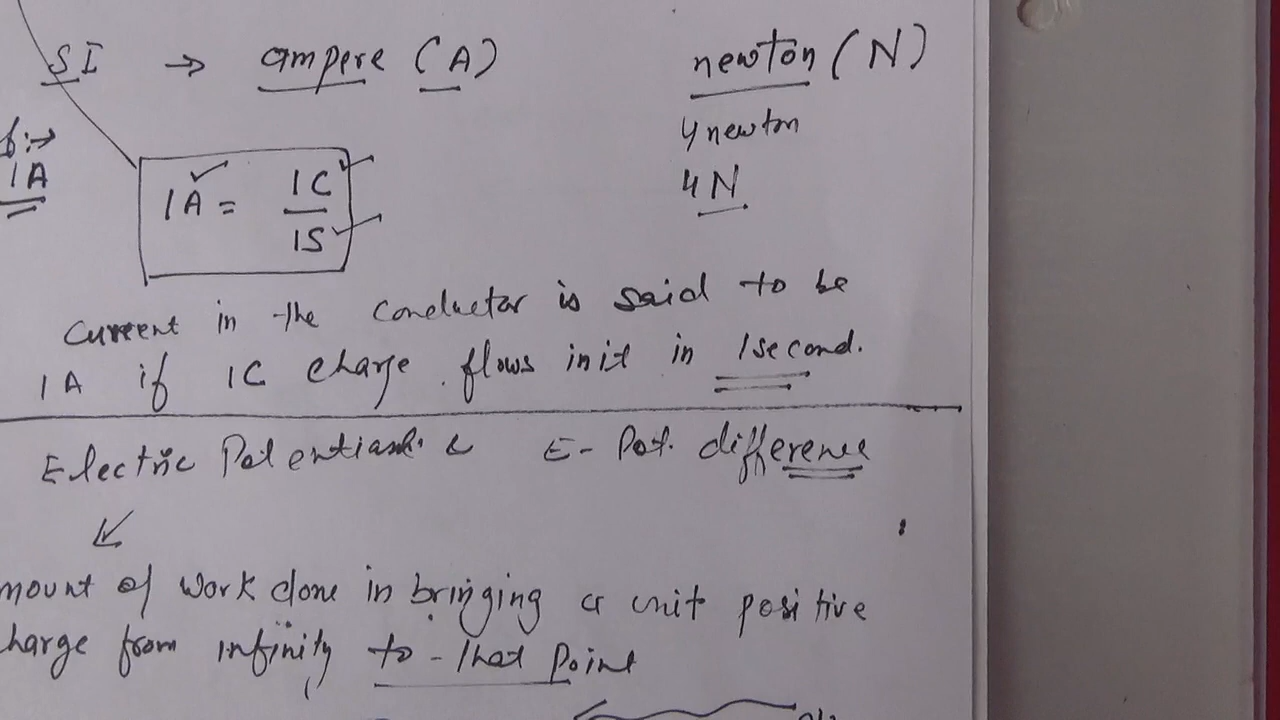 SI → ampere (A) newton (N)
4 newton
1A
1A = 1C
1S
4N
Current in the conductor is said to be
1A if 1C charge flows in it in 1 second.
Electric Potential & E- Pot. difference
mount of work done in bringing a unit positive
harge from infinity to that point